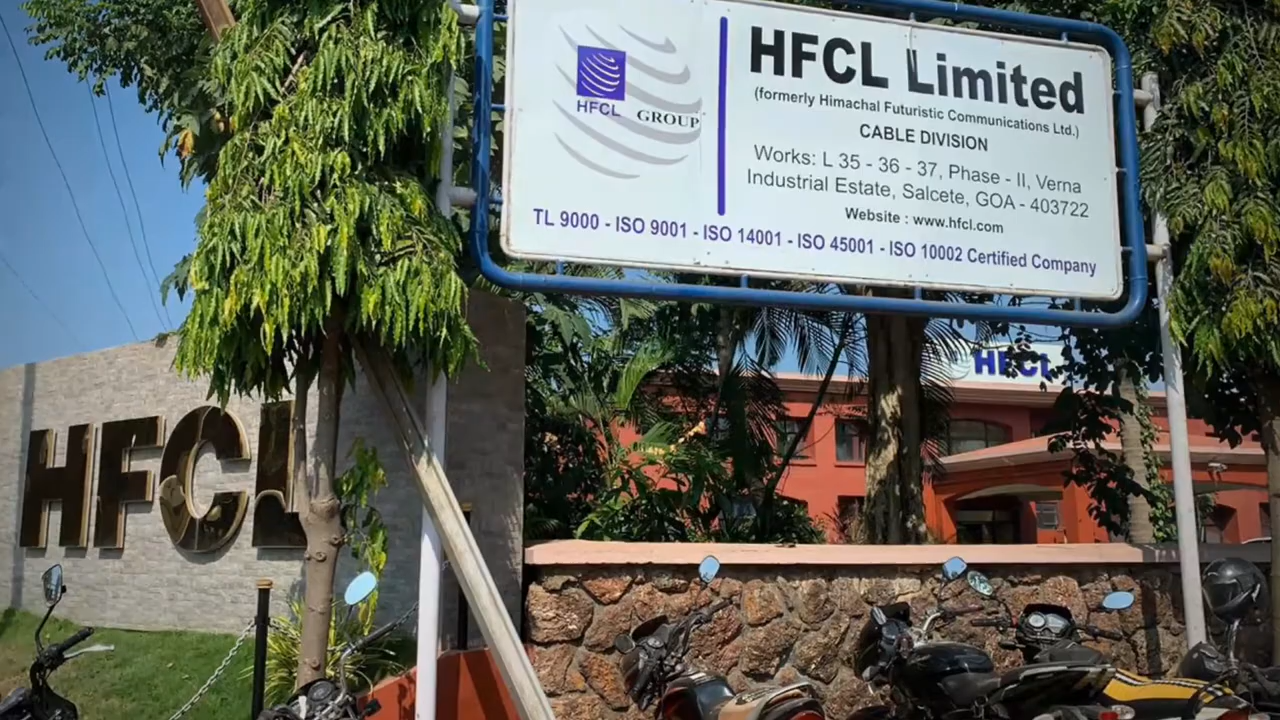 HFCL
GROUP
HFCL Limited
(formerly Himachal Futuristic Communications Ltd.)
CABLE DIVISION
Works: L 35 - 36 - 37, Phase - II, Verna
Industrial Estate, Salcete, GOA - 403722
Website : www.hfcl.com
TL 9000 - ISO 9001 - ISO 14001 - ISO 45001 - ISO 10002 Certified Company
HFCL
HFCL